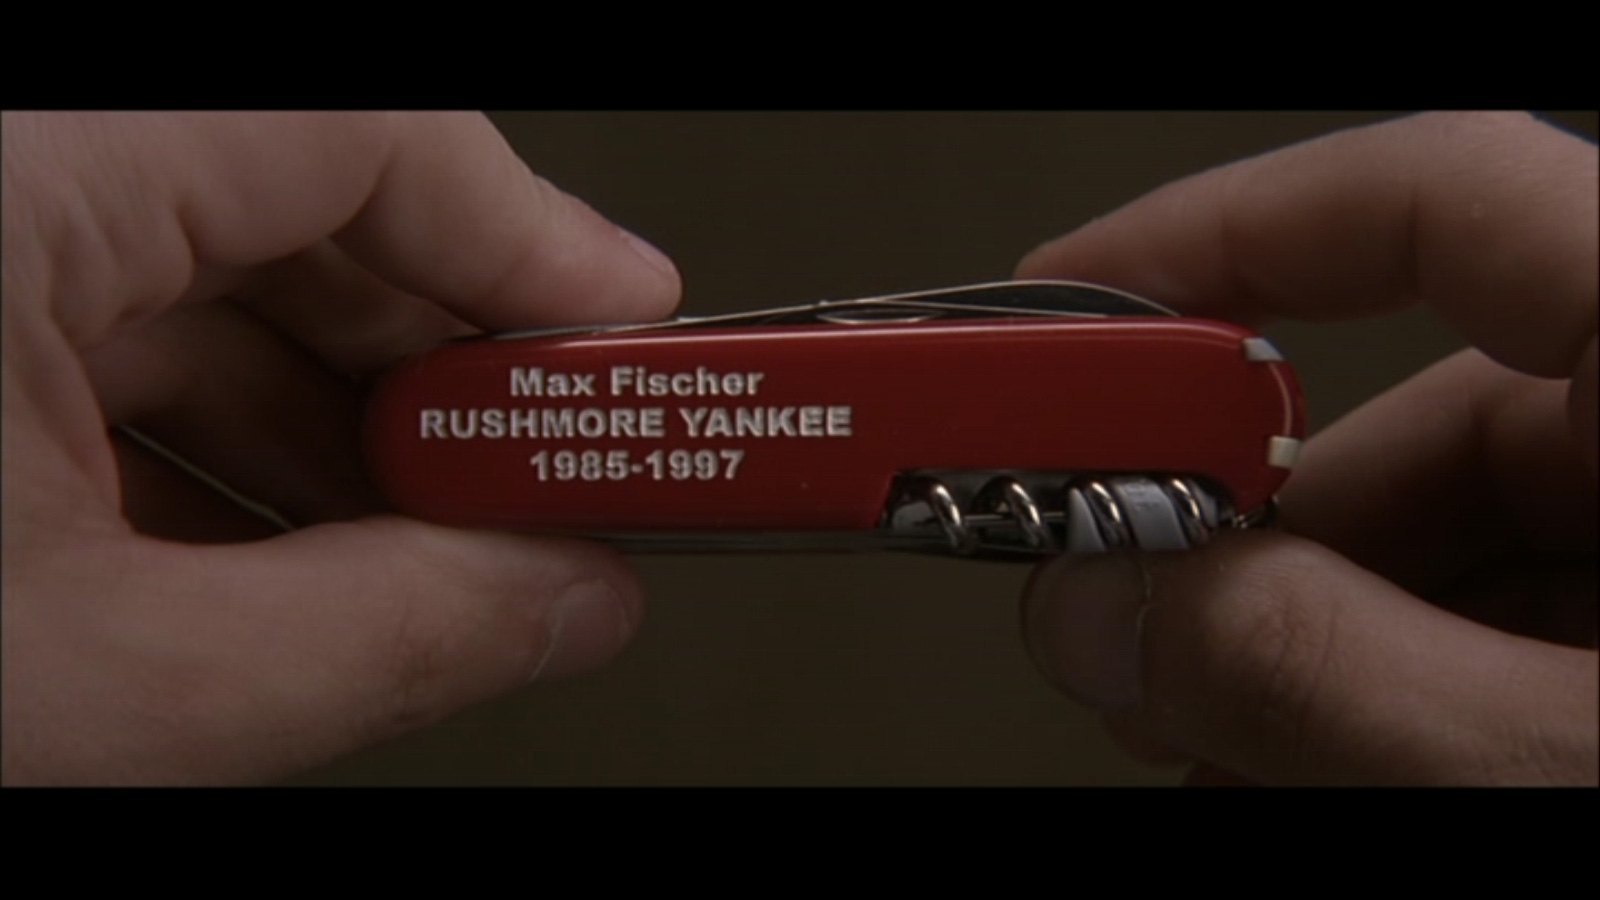 Max Fischer
RUSHMORE YANKEE
1985-1997